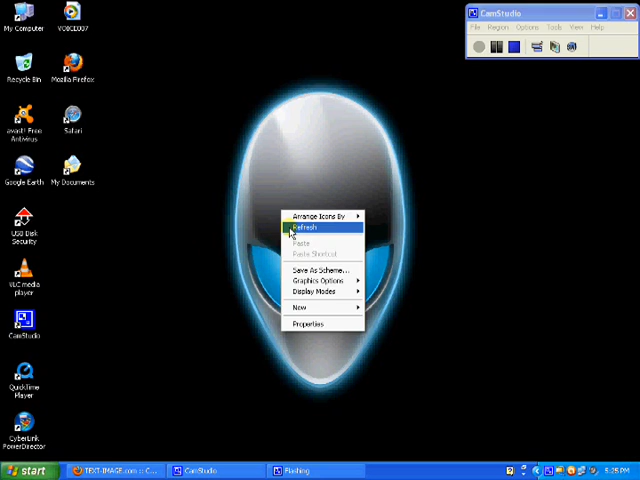 My Computer
VOICE007
Recycle Bin
Mozilla Firefox
avast! Free
Antivirus
Safari
Google Earth
My Documents
USB Disk
Security
VLC media
player
CamStudio
QuickTime
Player
CyberLink
PowerDirector
CamStudio
File Region Options Tools View Help
Arrange Icons By
Refresh
Paste
Paste Shortcut
Save As Scheme...
Graphics Options
Display Modes
New
Properties
start
TEXT-IMAGE.com :: C...
CamStudio
Flashing
5:25 PM